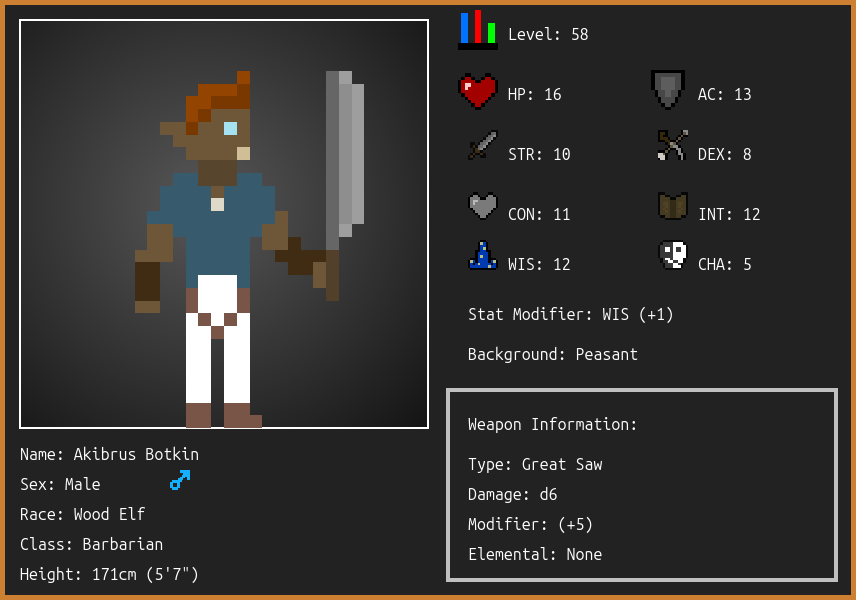 Level: 58
HP: 16
AC: 13
STR: 10
DEX: 8
CON: 11
INT: 12
WIS: 12
CHA: 5
Stat Modifier: WIS (+1)
Background: Peasant
Weapon Information:
Type: Great Saw
Damage: d6
Modifier: (+5)
Elemental: None
Name: Akibrus Botkin
Sex: Male
Race: Wood Elf
Class: Barbarian
Height: 171cm (5'7")